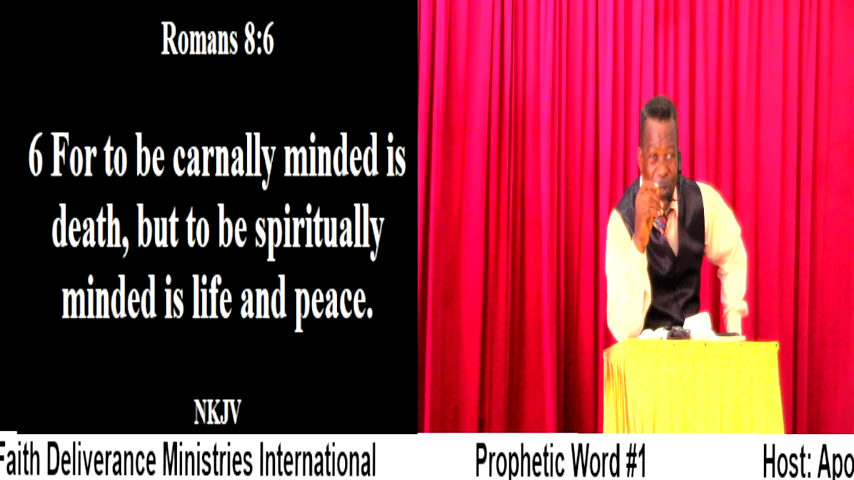 Romans 8:6
6 For to be carnally minded is
death, but to be spiritually
minded is life and peace.
NKJV
Faith Deliverance Ministries International Prophetic Word #1 Host: Apo